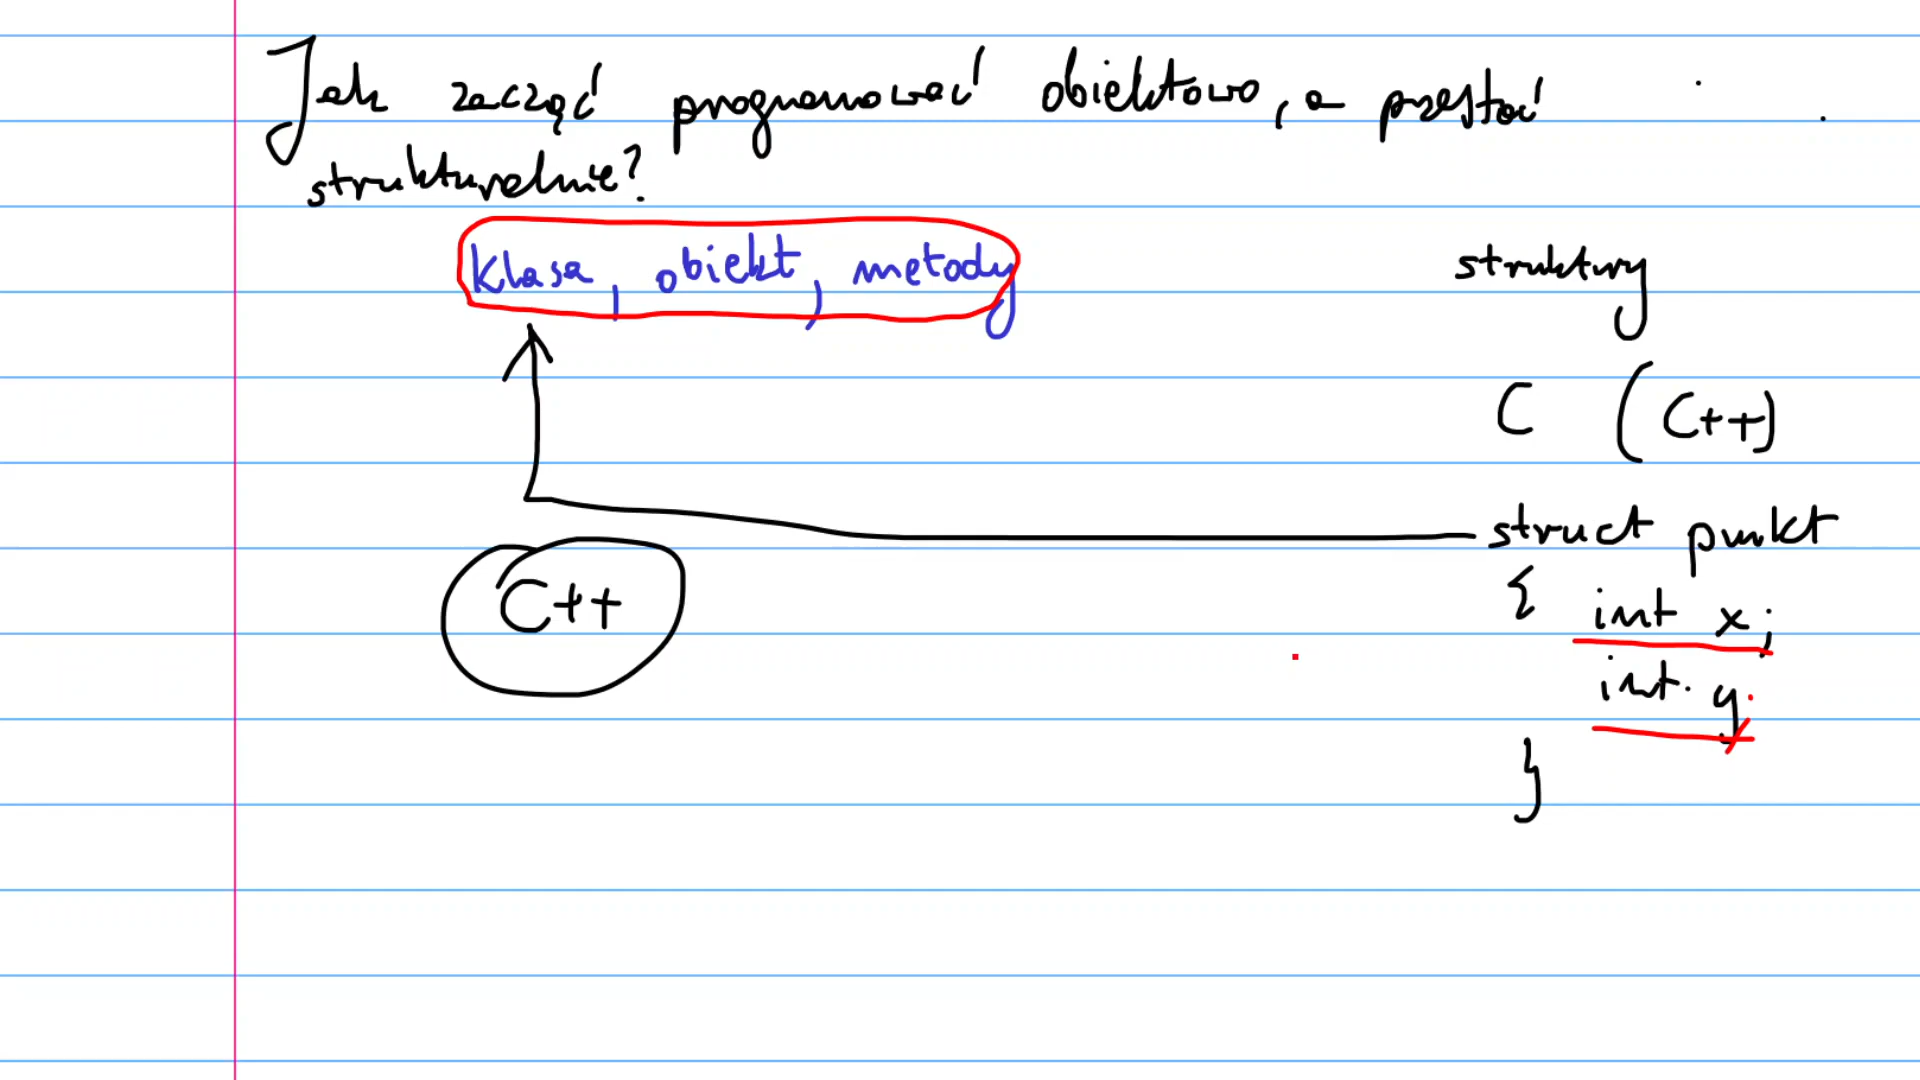 Jak zacząć programować obiektowo, a przestać
strukturalnie?
klasa, obiekt, metody
struktury
C (C++)
struct punkt
C++
{ int x;
int y;
}